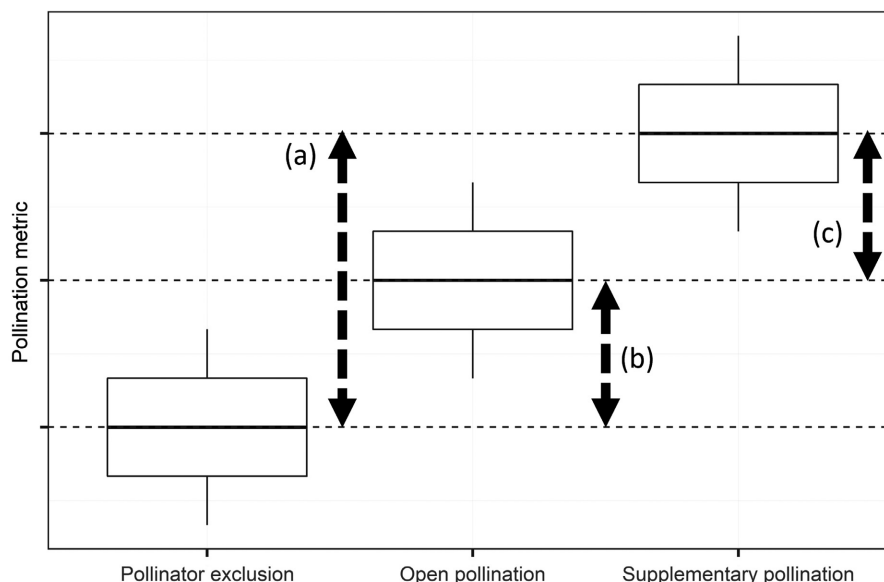 (a)
(c)
(b)
Pollination metric
Pollinator exclusion
Open pollination
Supplementary pollination